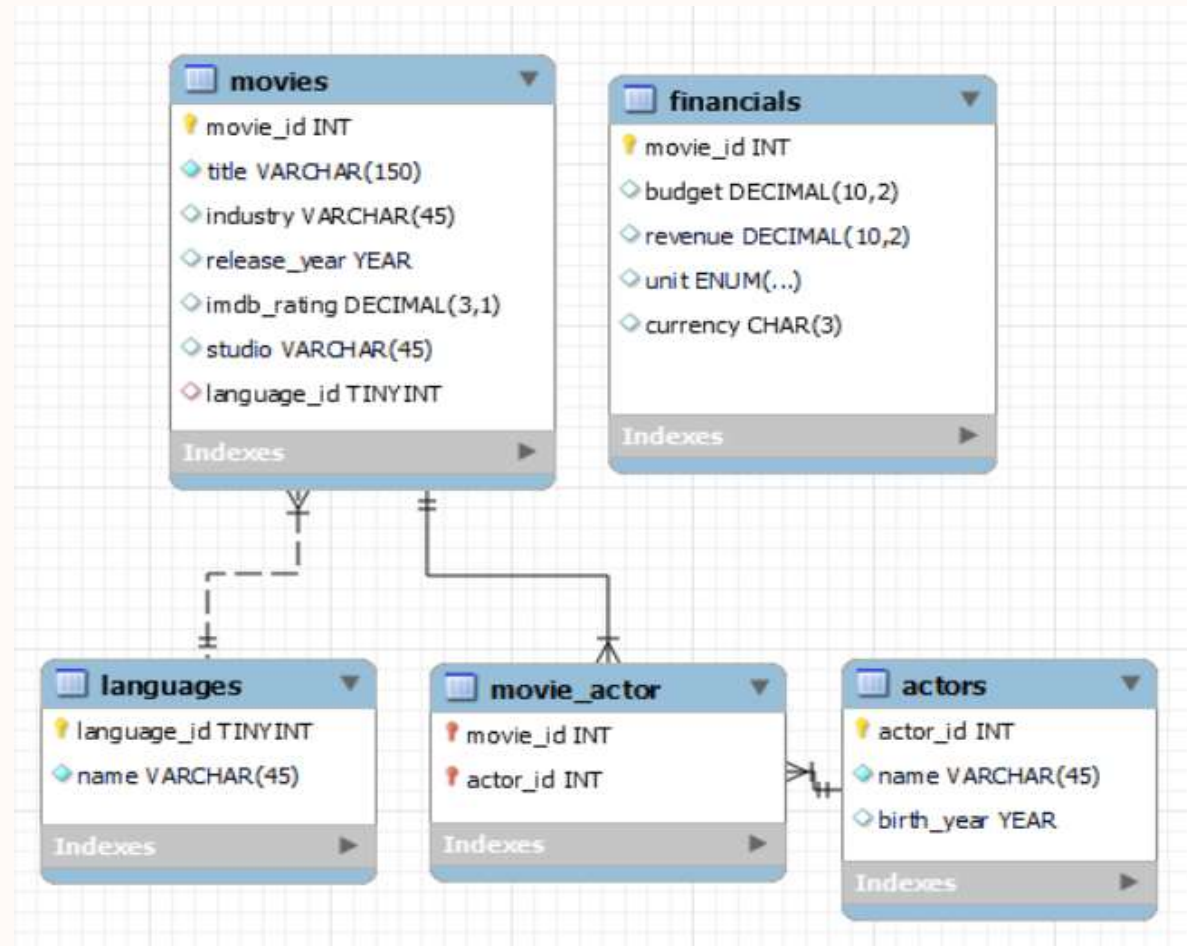 movies
movie_id INT
title VARCHAR(150)
industry VARCHAR(45)
release_year YEAR
imdb_rating DECIMAL(3,1)
studio VARCHAR(45)
language_id TINYINT
Indexes
financials
movie_id INT
budget DECIMAL(10,2)
revenue DECIMAL(10,2)
unit ENUM(...)
currency CHAR(3)
Indexes
languages
language_id TINYINT
name VARCHAR(45)
Indexes
movie_actor
movie_id INT
actor_id INT
Indexes
actors
actor_id INT
name VARCHAR(45)
birth_year YEAR
Indexes